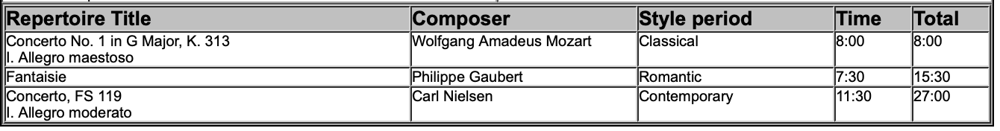 Repertoire Title Composer Style period Time Total
Concerto No. 1 in G Major, K. 313 Wolfgang Amadeus Mozart Classical 8:00 8:00
I. Allegro maestoso
Fantaisie Philippe Gaubert Romantic 7:30 15:30
Concerto, FS 119 Carl Nielsen Contemporary 11:30 27:00
I. Allegro moderato